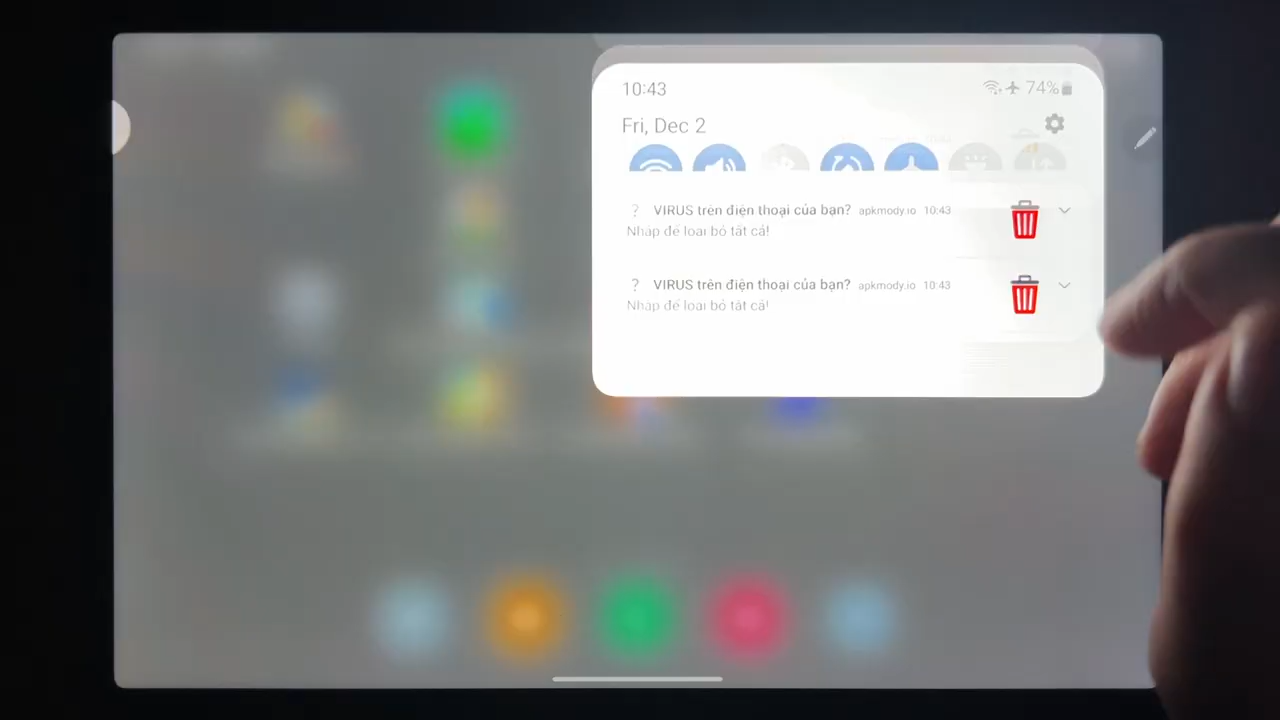 10:43
74%
Fri, Dec 2
? VIRUS trên điện thoại của bạn? apkmody.io 10:43
Nhấp để loại bỏ tất cả!
? VIRUS trên điện thoại của bạn? apkmody.io 10:43
Nhấp để loại bỏ tất cả!